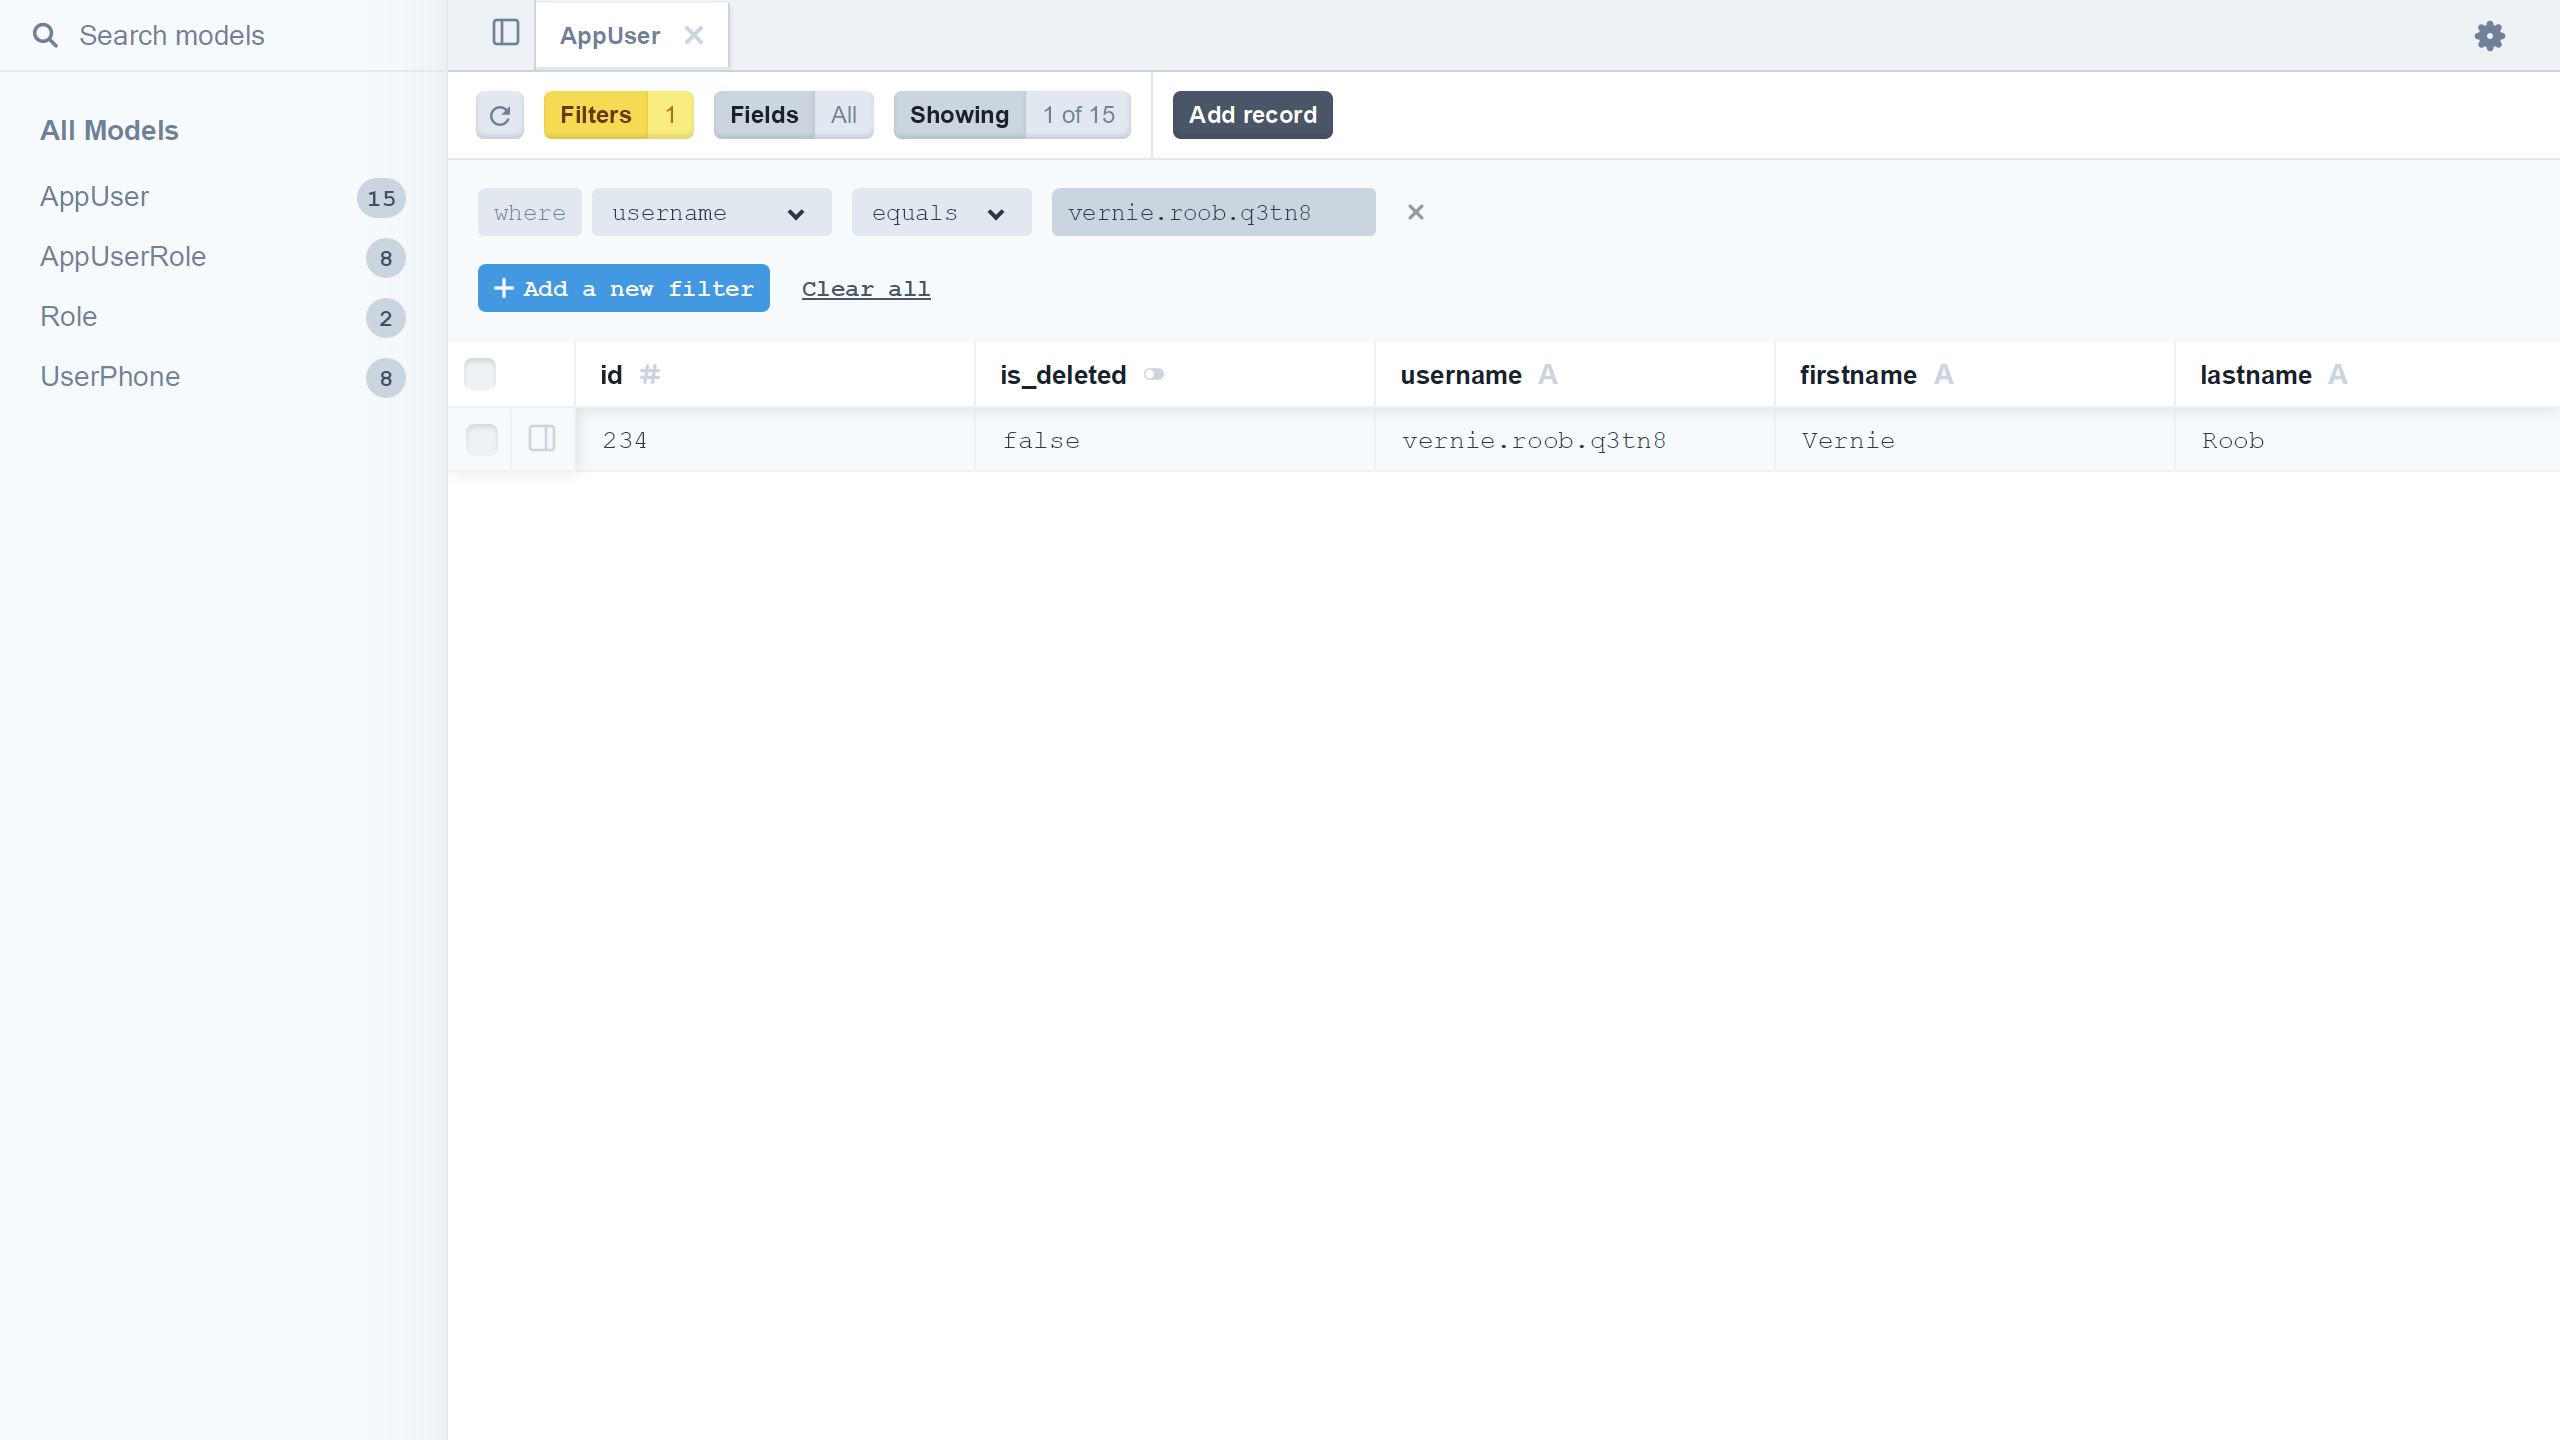 Search models
AppUser
Filters 1
Fields All
Showing 1 of 15
Add record
All Models
AppUser 15
AppUserRole 8
Role 2
UserPhone 8
where username equals vernie.roob.q3tn8
Add a new filter Clear all
id # is_deleted username A firstname A lastname A
234 false vernie.roob.q3tn8 Vernie Roob